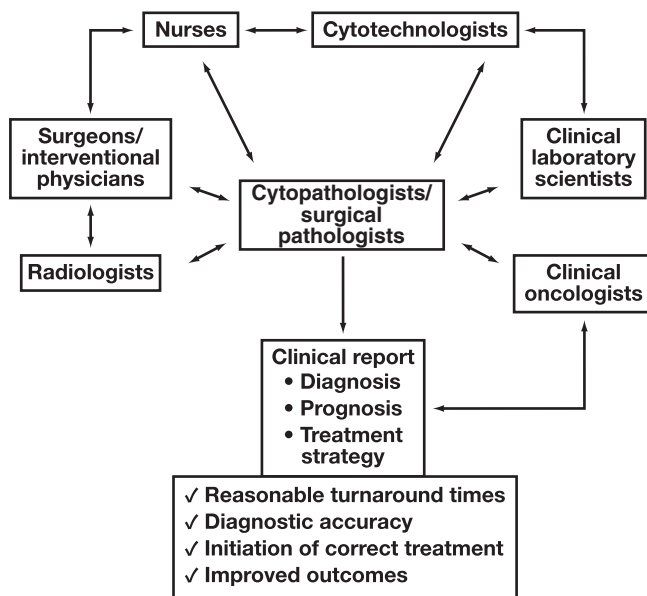 Nurses
Cytotechnologists
Surgeons/
interventional
physicians
Clinical
laboratory
scientists
Cytopathologists/
surgical
pathologists
Radiologists
Clinical
oncologists
Clinical report
• Diagnosis
• Prognosis
• Treatment
strategy
✓ Reasonable turnaround times
✓ Diagnostic accuracy
✓ Initiation of correct treatment
✓ Improved outcomes